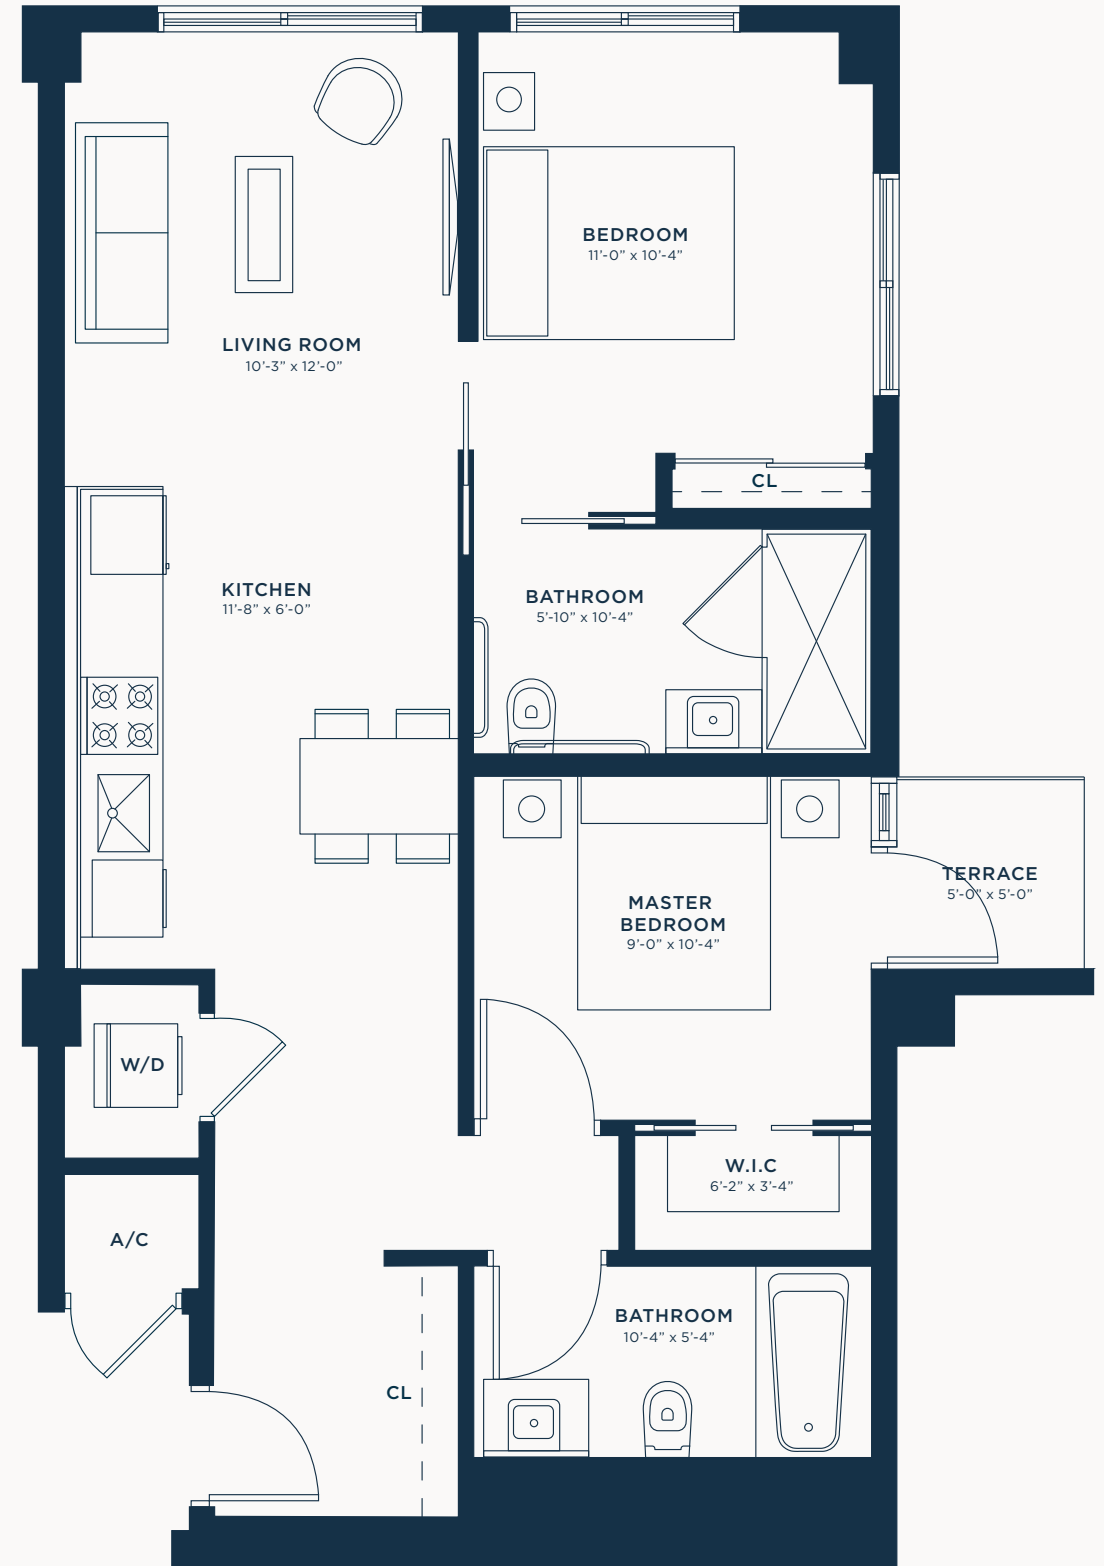 BEDROOM
11’-0” x 10’-4”
LIVING ROOM
10’-3” x 12’-0”
CL
KITCHEN
11’-8” x 6’-0”
BATHROOM
5’-10” x 10’-4”
TERRACE
5’-0” x 5’-0”
MASTER
BEDROOM
9’-0” x 10’-4”
W/D
W.I.C
6’-2” x 3’-4”
A/C
BATHROOM
10’-4” x 5’-4”
CL